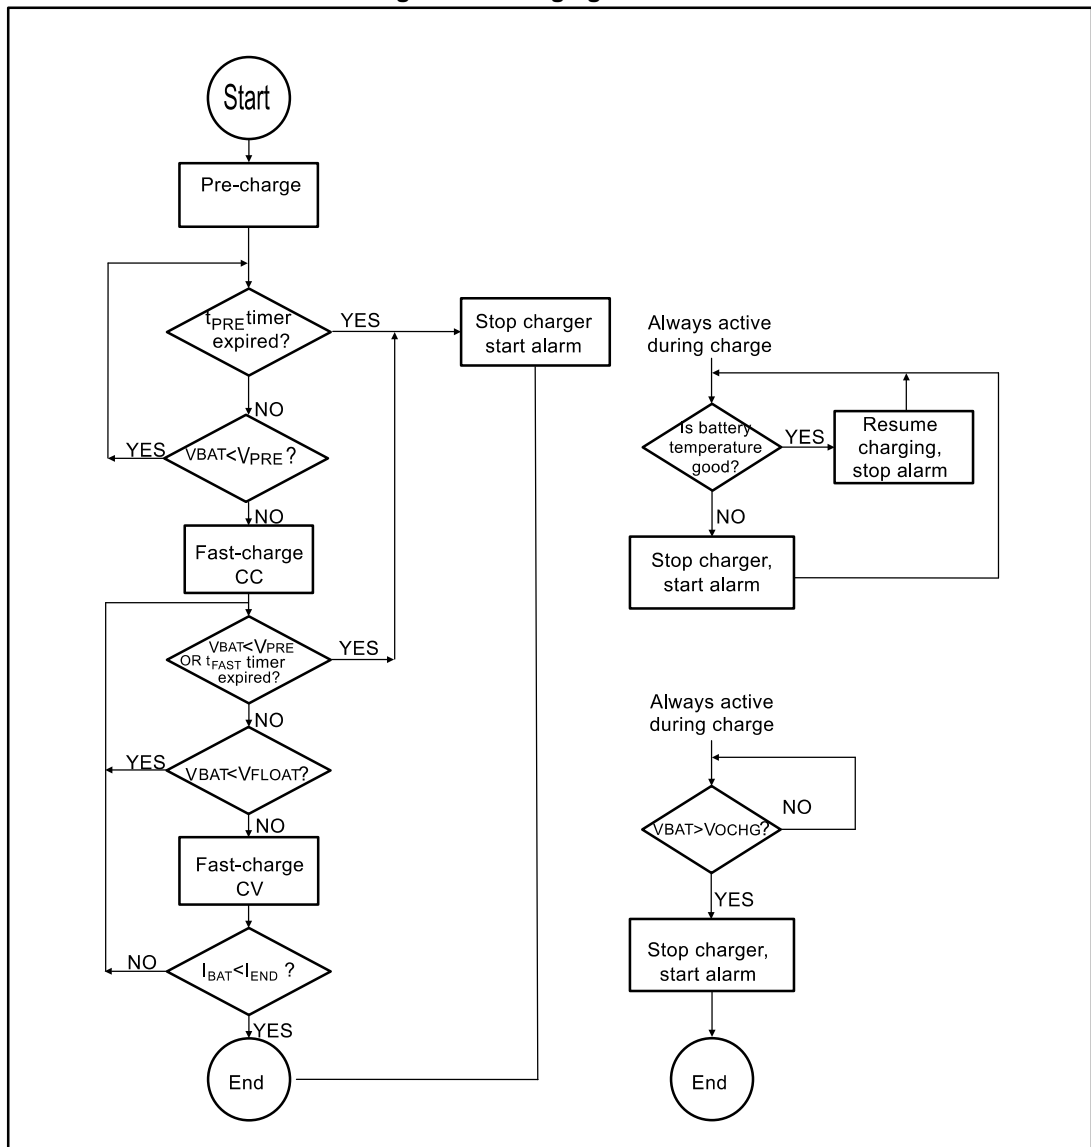 Start
Pre-charge
tPRE timer
expired?
YES
NO
VBAT<VPRE ?
YES
NO
Fast-charge
CC
VBAT<VPRE
OR tFAST timer
expired?
YES
NO
VBAT<VFLOAT?
YES
NO
Fast-charge
CV
IBAT<IEND ?
NO
YES
End
Stop charger
start alarm
Always active
during charge
Is battery
temperature
good?
YES
Resume
charging,
stop alarm
NO
Stop charger,
start alarm
Always active
during charge
VBAT>VOCHG?
NO
YES
Stop charger,
start alarm
End